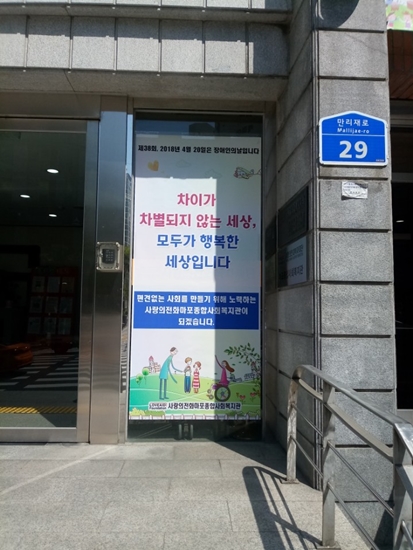 제38회, 2018년 4월 20일은 장애인의날입니다
차이가
차별되지 않는 세상,
모두가 행복한
세상입니다
편견없는 사회를 만들기 위해 노력하는
사랑의전화마포종합사회복지관이
되겠습니다.
사랑의전화마포종합사회복지관
만리재로
Mallijae-ro
29